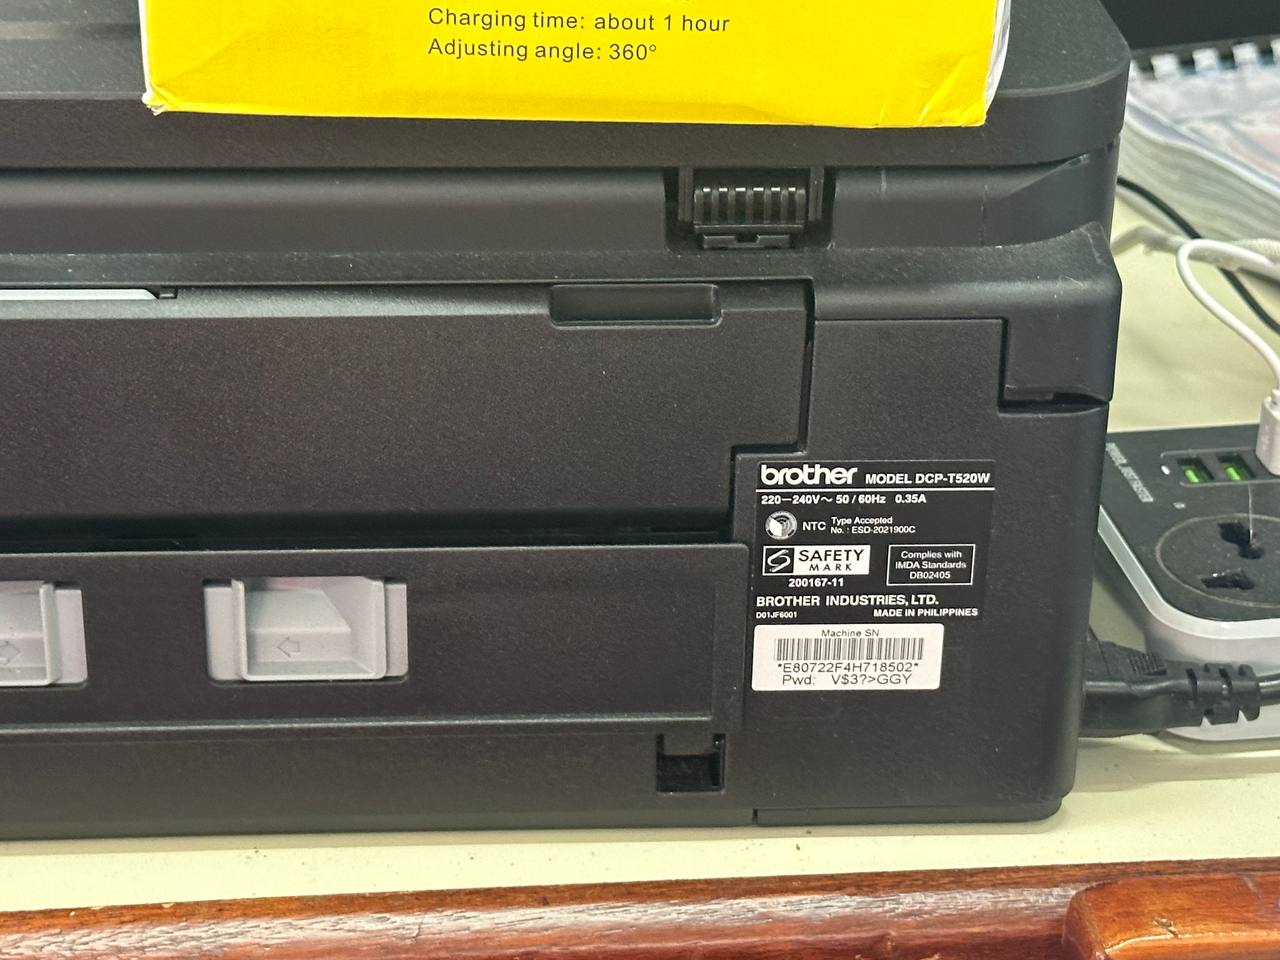 Charging time: about 1 hour
Adjusting angle: 360°
brother MODEL DCP-T520W
220-240V~ 50 / 60Hz 0.35A
NTC Type Accepted
No. : ESD-2021900C
SAFETY
MARK
200167-11
Complies with
IMDA Standards
DB02405
BROTHER INDUSTRIES, LTD.
D01JF6001 MADE IN PHILIPPINES
Machine SN
*E80722F4H718502*
Pwd: V$3?>GGY